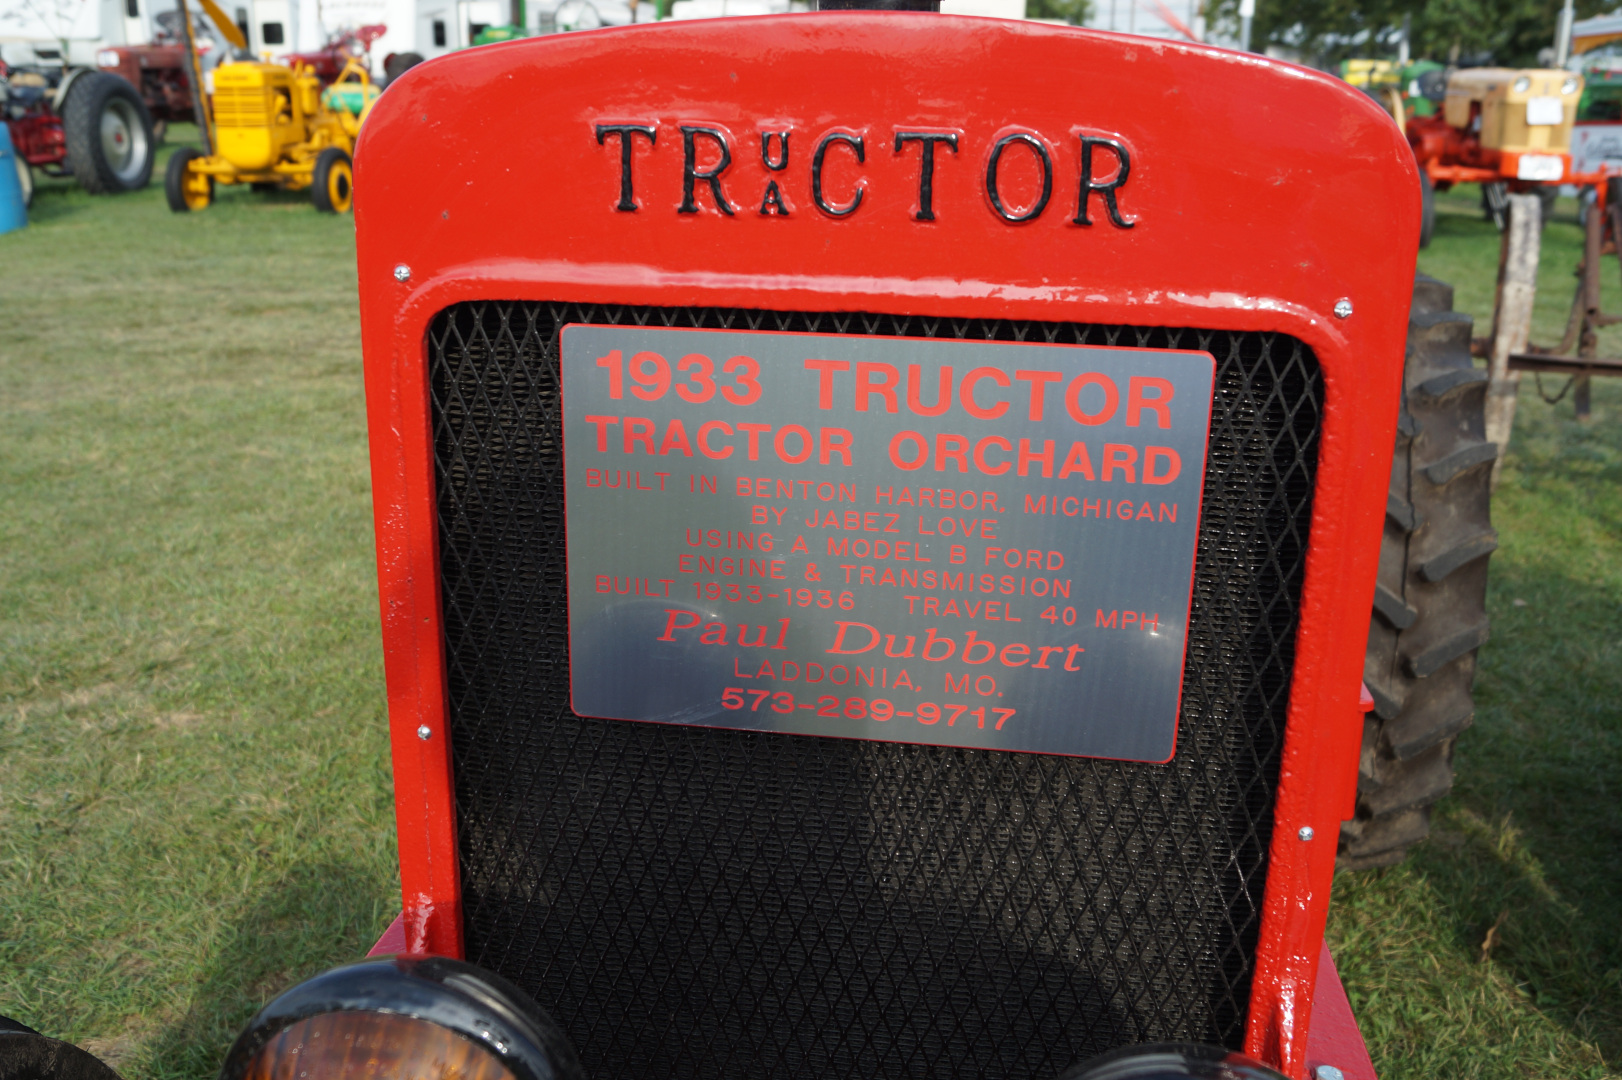 TRUACTOR
1933 TRUCTOR
TRACTOR ORCHARD
BUILT IN BENTON HARBOR, MICHIGAN
BY JABEZ LOVE
USING A MODEL B FORD
ENGINE & TRANSMISSION
BUILT 1933-1936 TRAVEL 40 MPH
Paul Dubbert
LADDONIA, MO.
573-289-9717